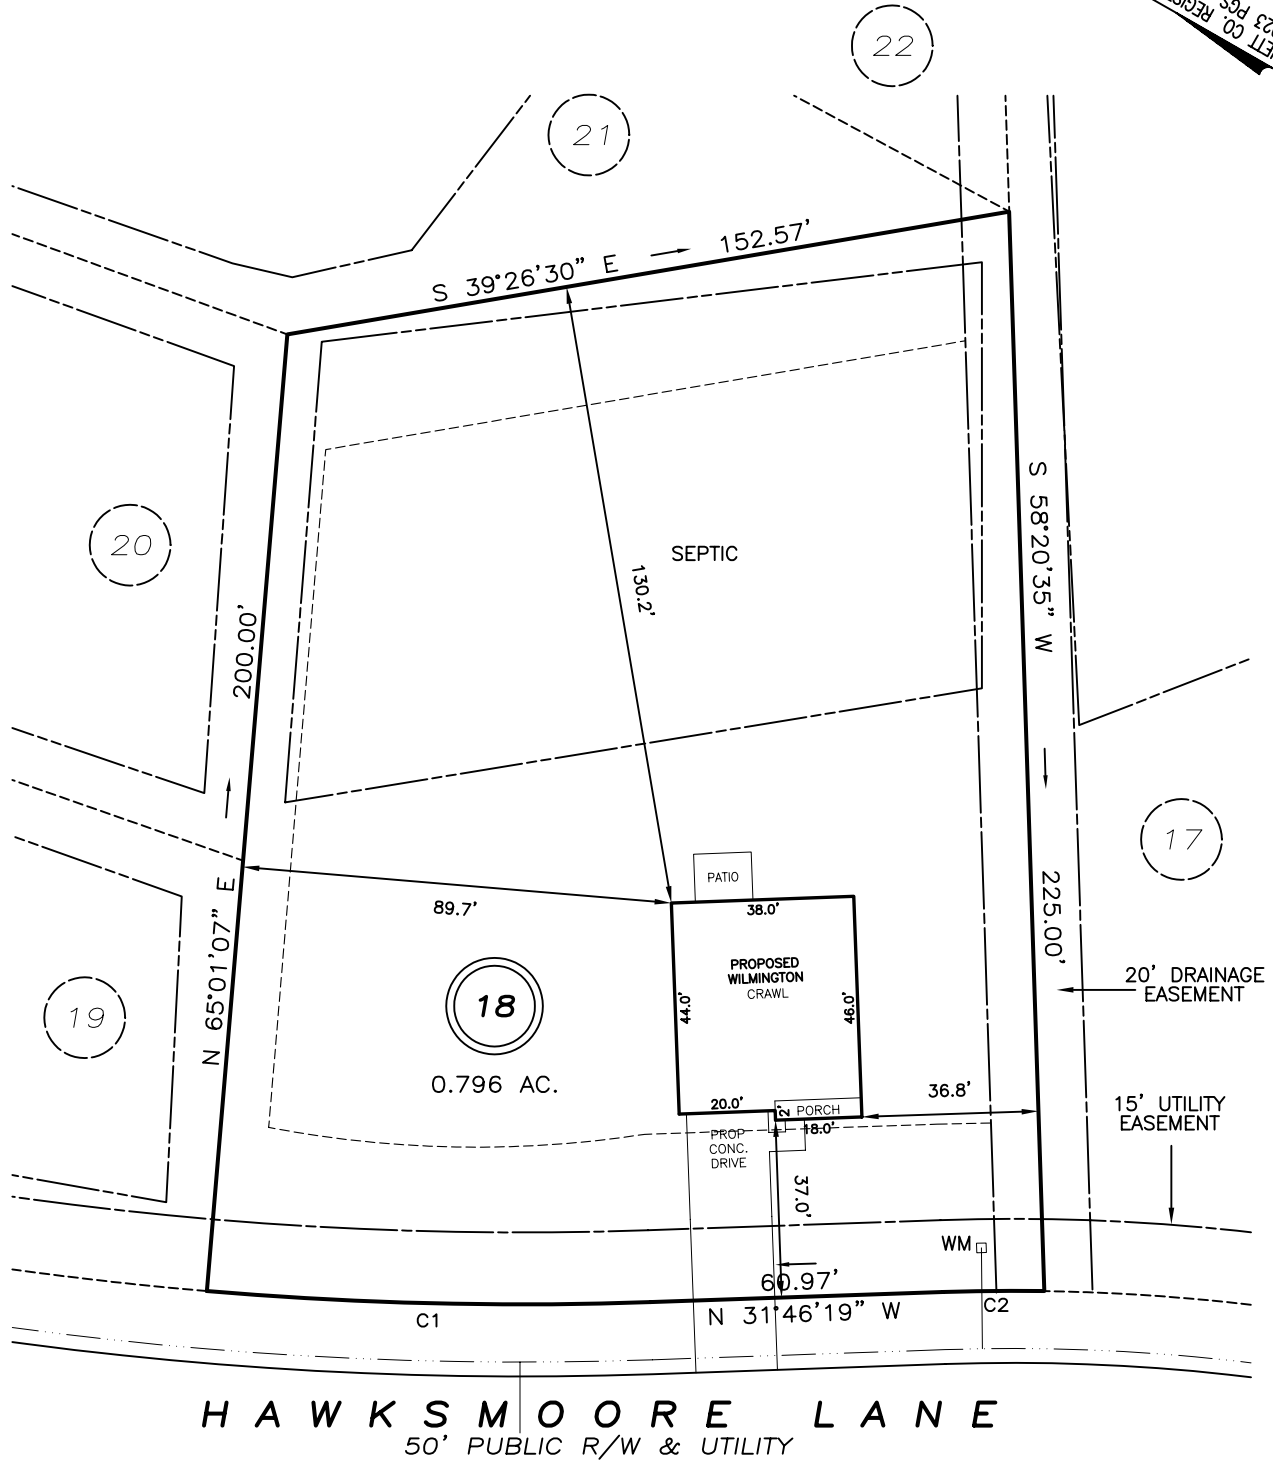 22
21
S 39°26'30" E
152.57'
S 58°20'35" W
225.00'
20
SEPTIC
130.2'
200.00'
N 65°01'07" E
17
PATIO
38.0'
89.7'
PROPOSED
WILMINGTON
CRAWL
44.0'
46.0'
20' DRAINAGE
EASEMENT
18
19
0.796 AC.
36.8'
20.0'
2'
PORCH
18.0'
15' UTILITY
EASEMENT
PROP
CONC.
DRIVE
37.0'
WM
60.97'
N 31°46'19" W
C1
C2
HAWKSMOORE LANE
50' PUBLIC R/W & UTILITY